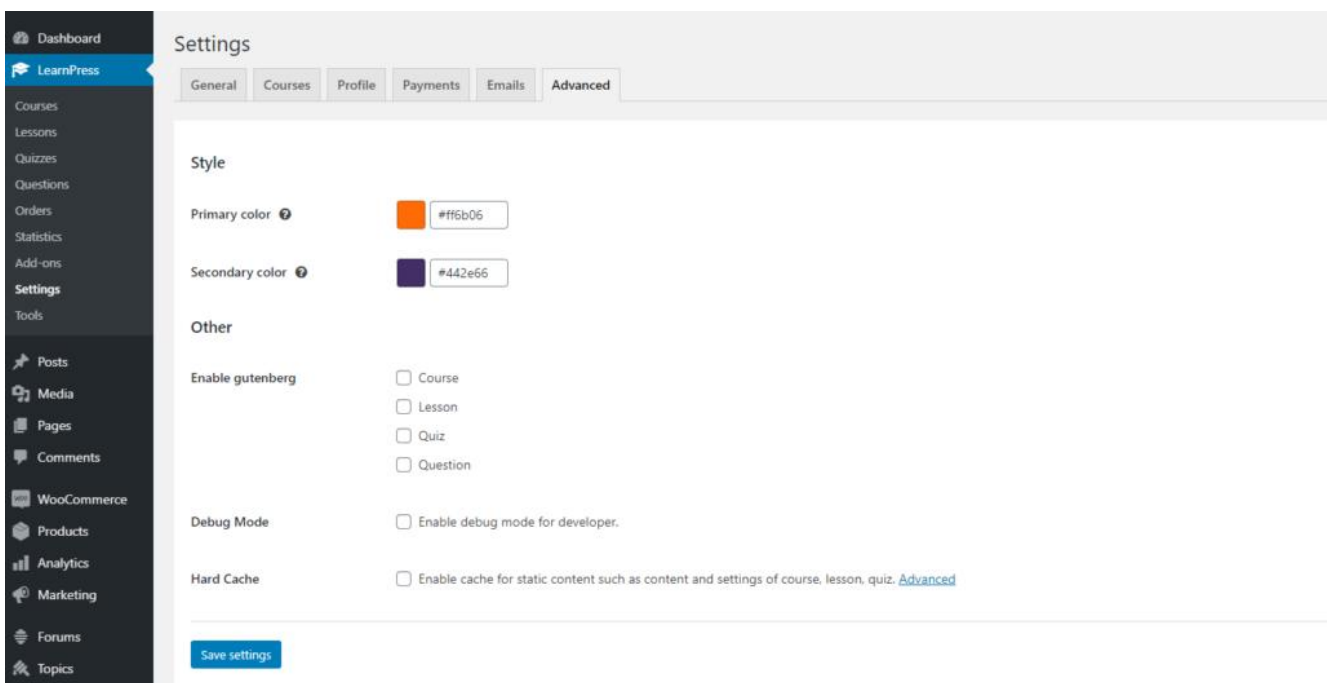 Dashboard
LearnPress
Courses
Lessons
Quizzes
Questions
Orders
Statistics
Add-ons
Settings
Tools
Posts
Media
Pages
Comments
WooCommerce
Products
Analytics
Marketing
Forums
Topics
Settings
General Courses Profile Payments Emails Advanced
Style
Primary color #ff6b06
Secondary color #442e66
Other
Enable gutenberg Course
Lesson
Quiz
Question
Debug Mode Enable debug mode for developer.
Hard Cache Enable cache for static content such as content and settings of course, lesson, quiz. Advanced
Save settings